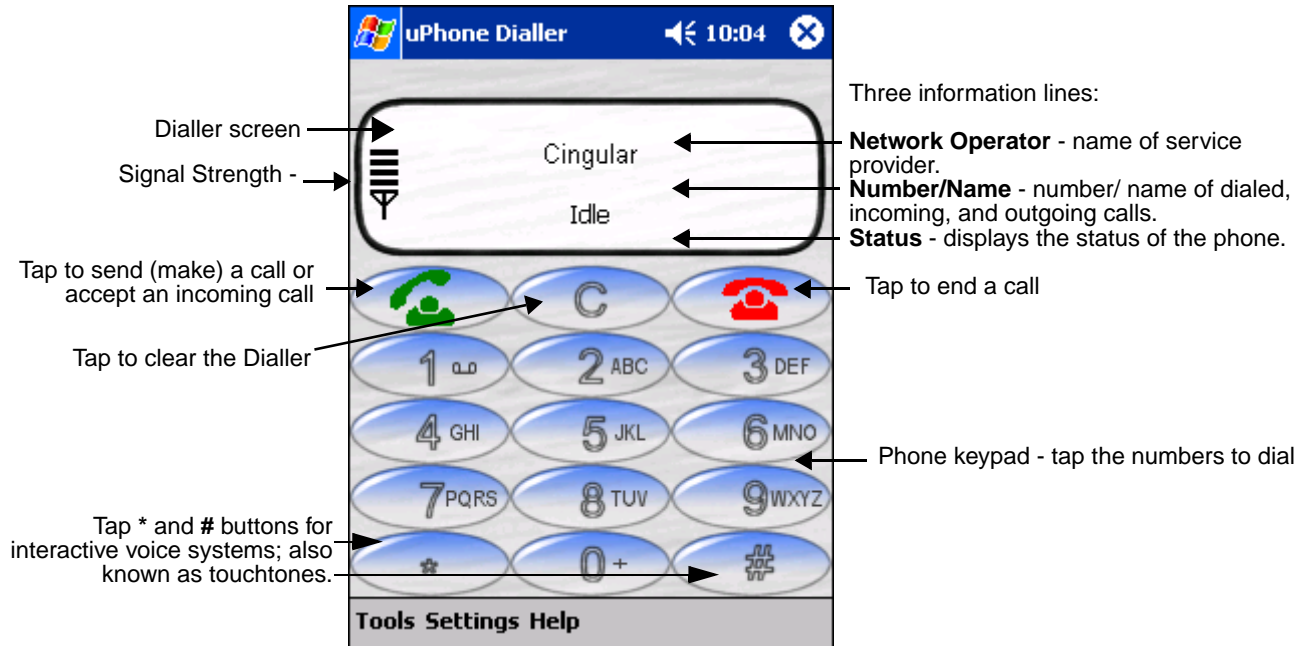 uPhone Dialler 10:04
Three information lines:
Dialler screen
Signal Strength -
Cingular
Idle
Network Operator - name of service
provider.
Number/Name - number/ name of dialed,
incoming, and outgoing calls.
Status - displays the status of the phone.
Tap to send (make) a call or
accept an incoming call
C
Tap to end a call
Tap to clear the Dialler
1
2 ABC
3 DEF
4 GHI
5 JKL
6 MNO
Phone keypad - tap the numbers to dial
7 PQRS
8 TUV
9 WXYZ
Tap * and # buttons for
interactive voice systems; also
known as touchtones.
*
0 +
#
Tools Settings Help